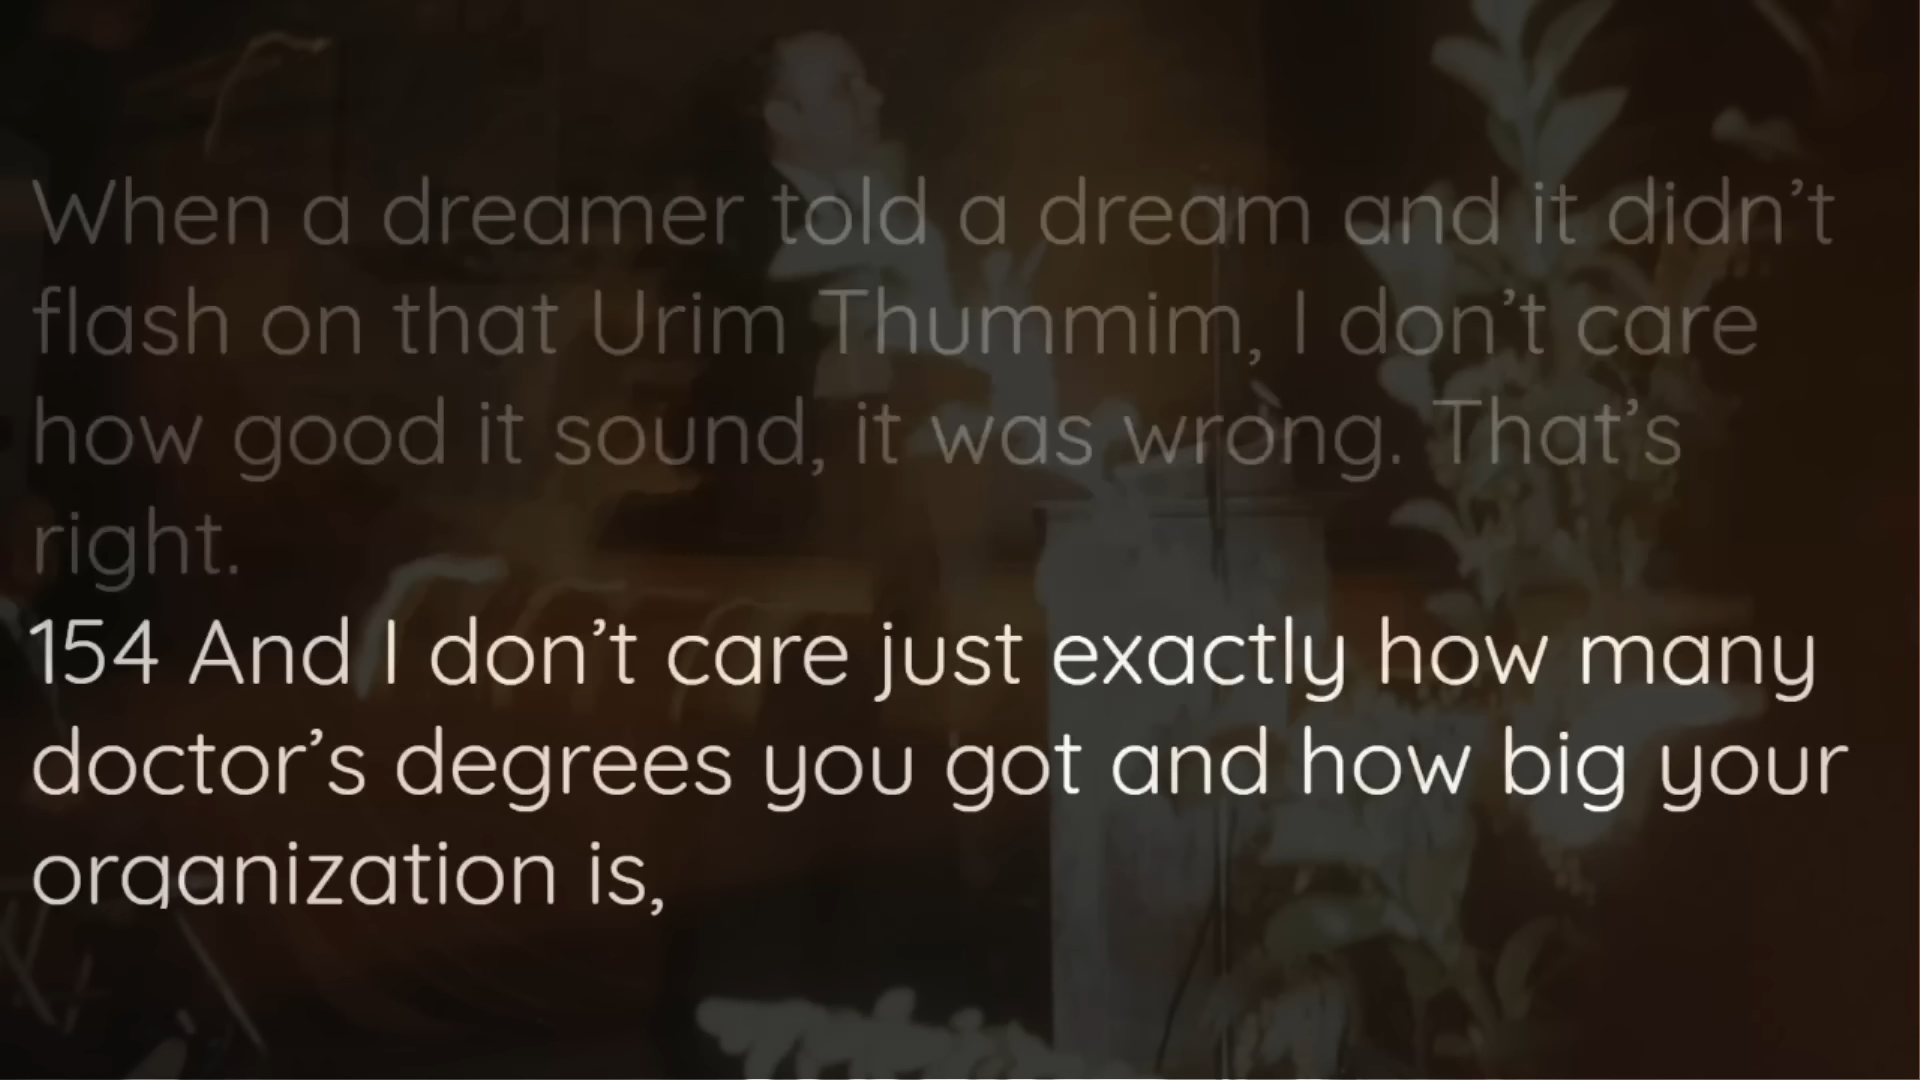 When a dreamer told a dream and it didn’t
flash on that Urim Thummim, I don’t care
how good it sound, it was wrong. That’s
right.
154 And I don’t care just exactly how many
doctor’s degrees you got and how big your
organization is,